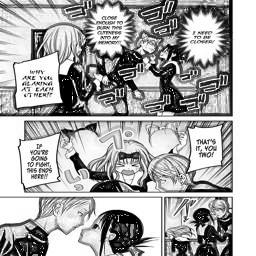 I NEED
TO BE
CLOSER!
CLOSE
ENOUGH TO
BURN THIS
CUTENESS
INTO MY
MEMORY!!
WHY
ARE YOU
GLARING
AT EACH
OTHER?!
THAT'S
IT, YOU
TWO!
IF
YOU'RE
GOING
TO FIGHT,
THIS ENDS
HERE!!